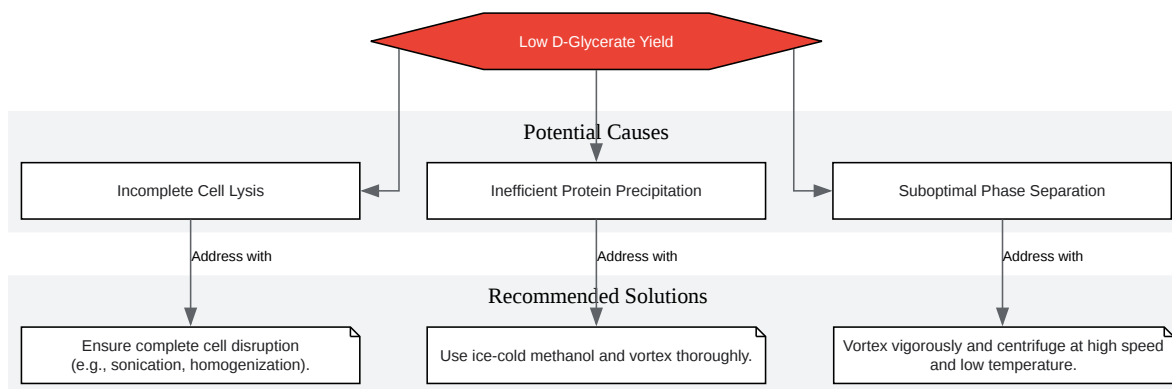 Low D-Glycerate Yield
Potential Causes
Incomplete Cell Lysis
Inefficient Protein Precipitation
Suboptimal Phase Separation
Address with
Address with
Address with
Recommended Solutions
Ensure complete cell disruption
(e.g., sonication, homogenization).
Use ice-cold methanol and vortex thoroughly.
Vortex vigorously and centrifuge at high speed
and low temperature.